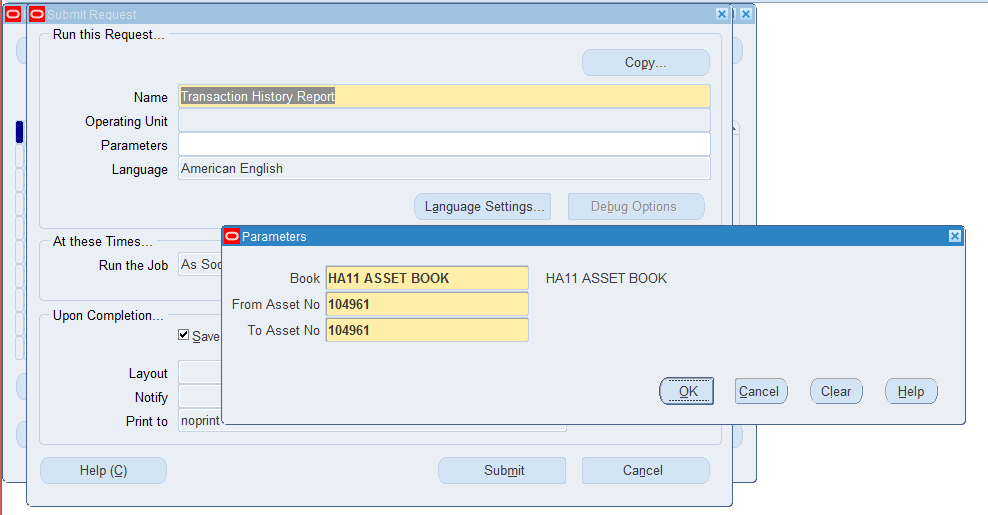 Submit Request
Run this Request...
Copy...
Name Transaction History Report
Operating Unit
Parameters
Language American English
Language Settings... Debug Options
At these Times...
Run the Job
Upon Completion...
Save
Layout
Notify
Print to noprint
Help (C) Submit Cancel
Parameters
Book HA11 ASSET BOOK HA11 ASSET BOOK
From Asset No 104961
To Asset No 104961
OK Cancel Clear Help